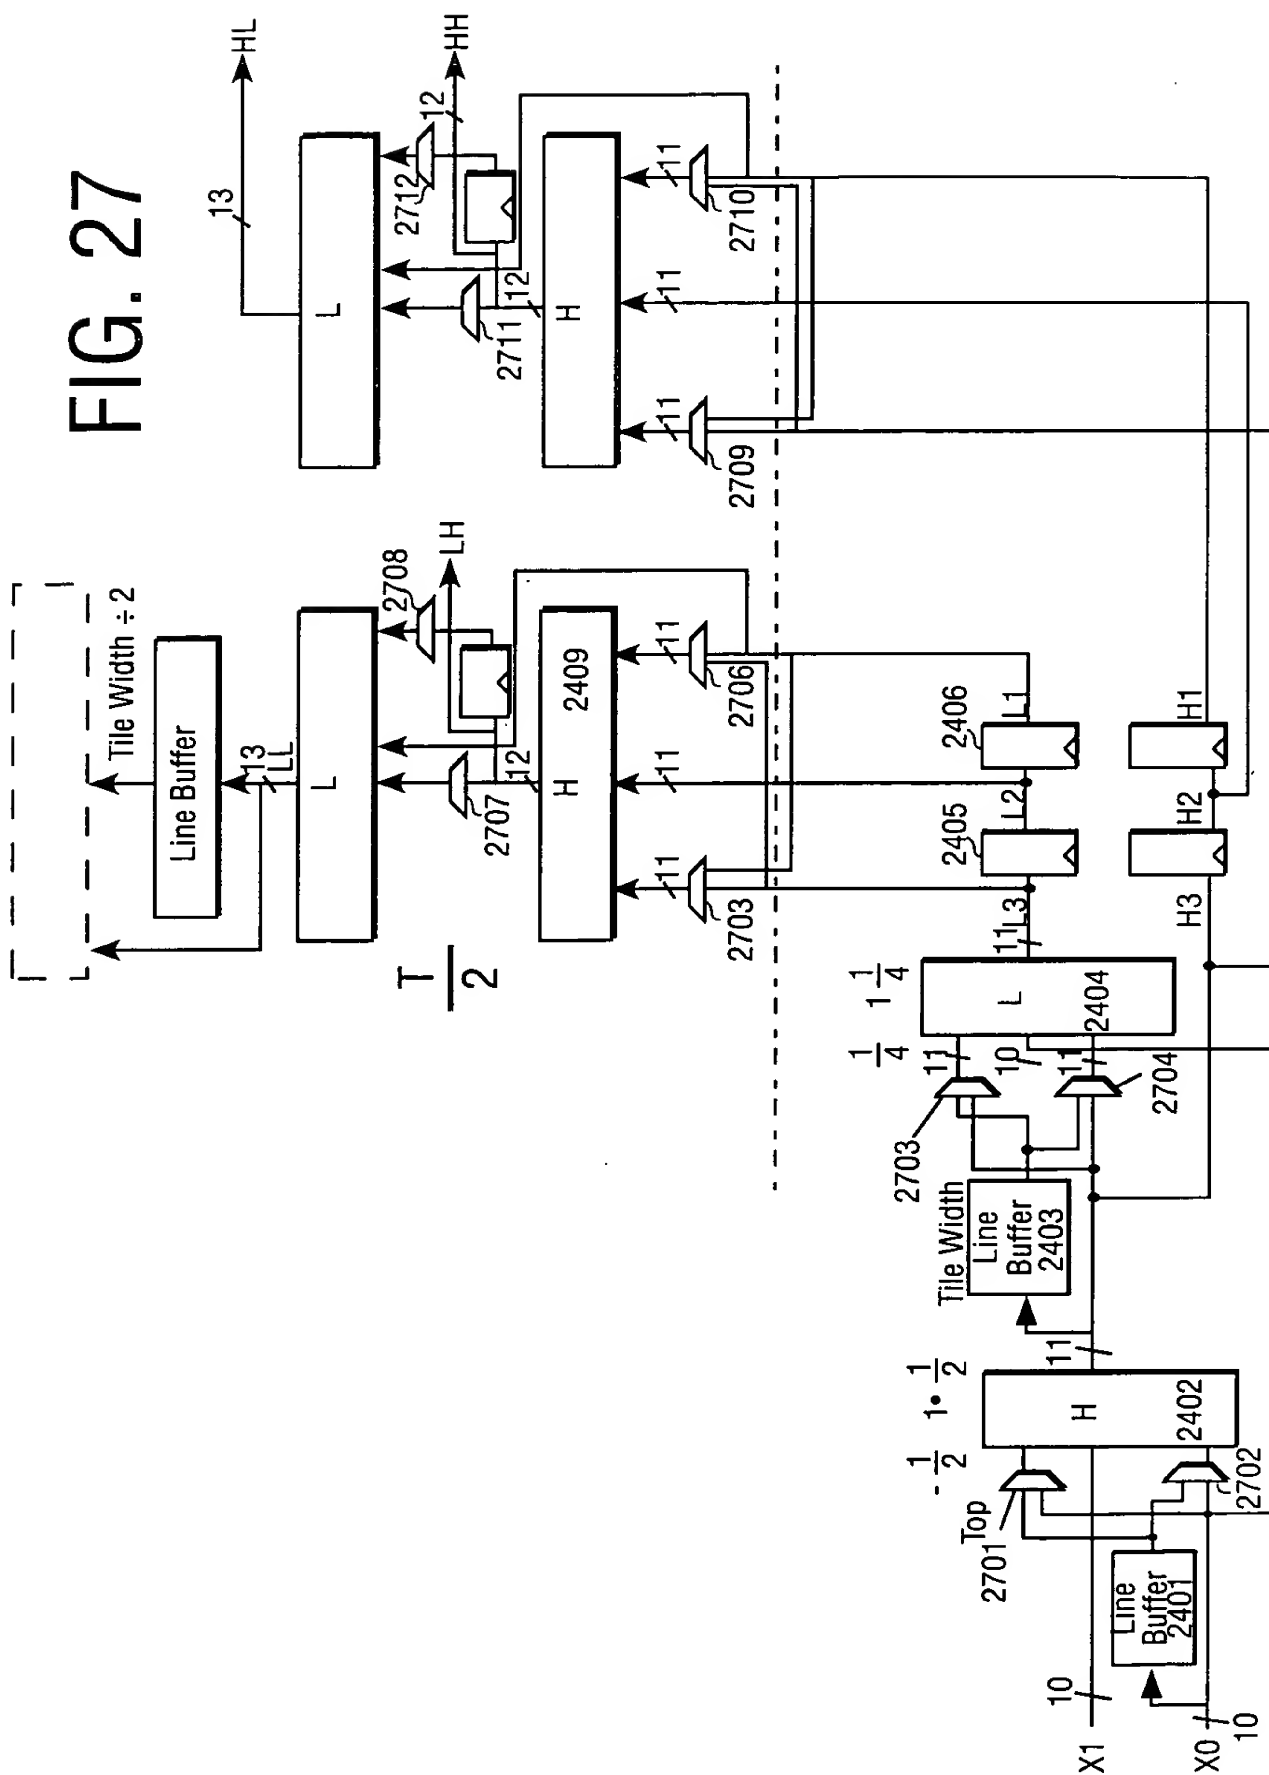 FIG. 27
HL
13
L
2712
12
HH
2711
12
H
11
2710
11
11
2709
Tile Width ÷ 2
Line Buffer
13
LL
L
2708
LH
2707
12
H
2409
11
2706
11
11
2703
T
2
2406
L1
L2
2405
L3
11
H1
H2
H3
1 1/4
L
2404
1/4
11
10
11
2704
2703
Tile Width
Line
Buffer
2403
11
1• 1/2
H
2402
- 1/2
2702
Top
2701
Line
Buffer
2401
10
X1
10
X0